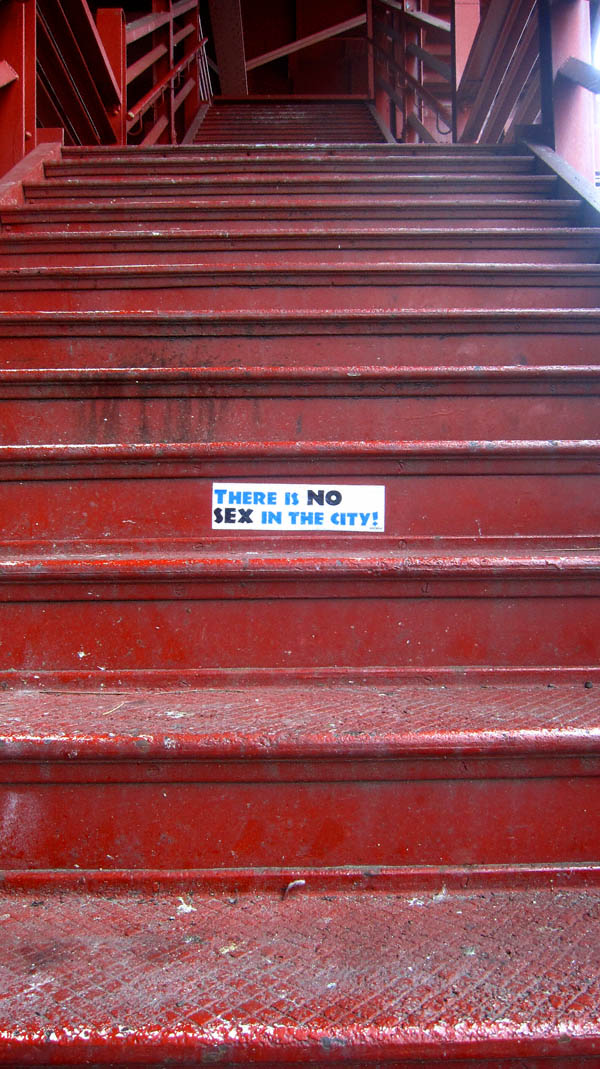 THERE IS NO
SEX IN THE CITY!